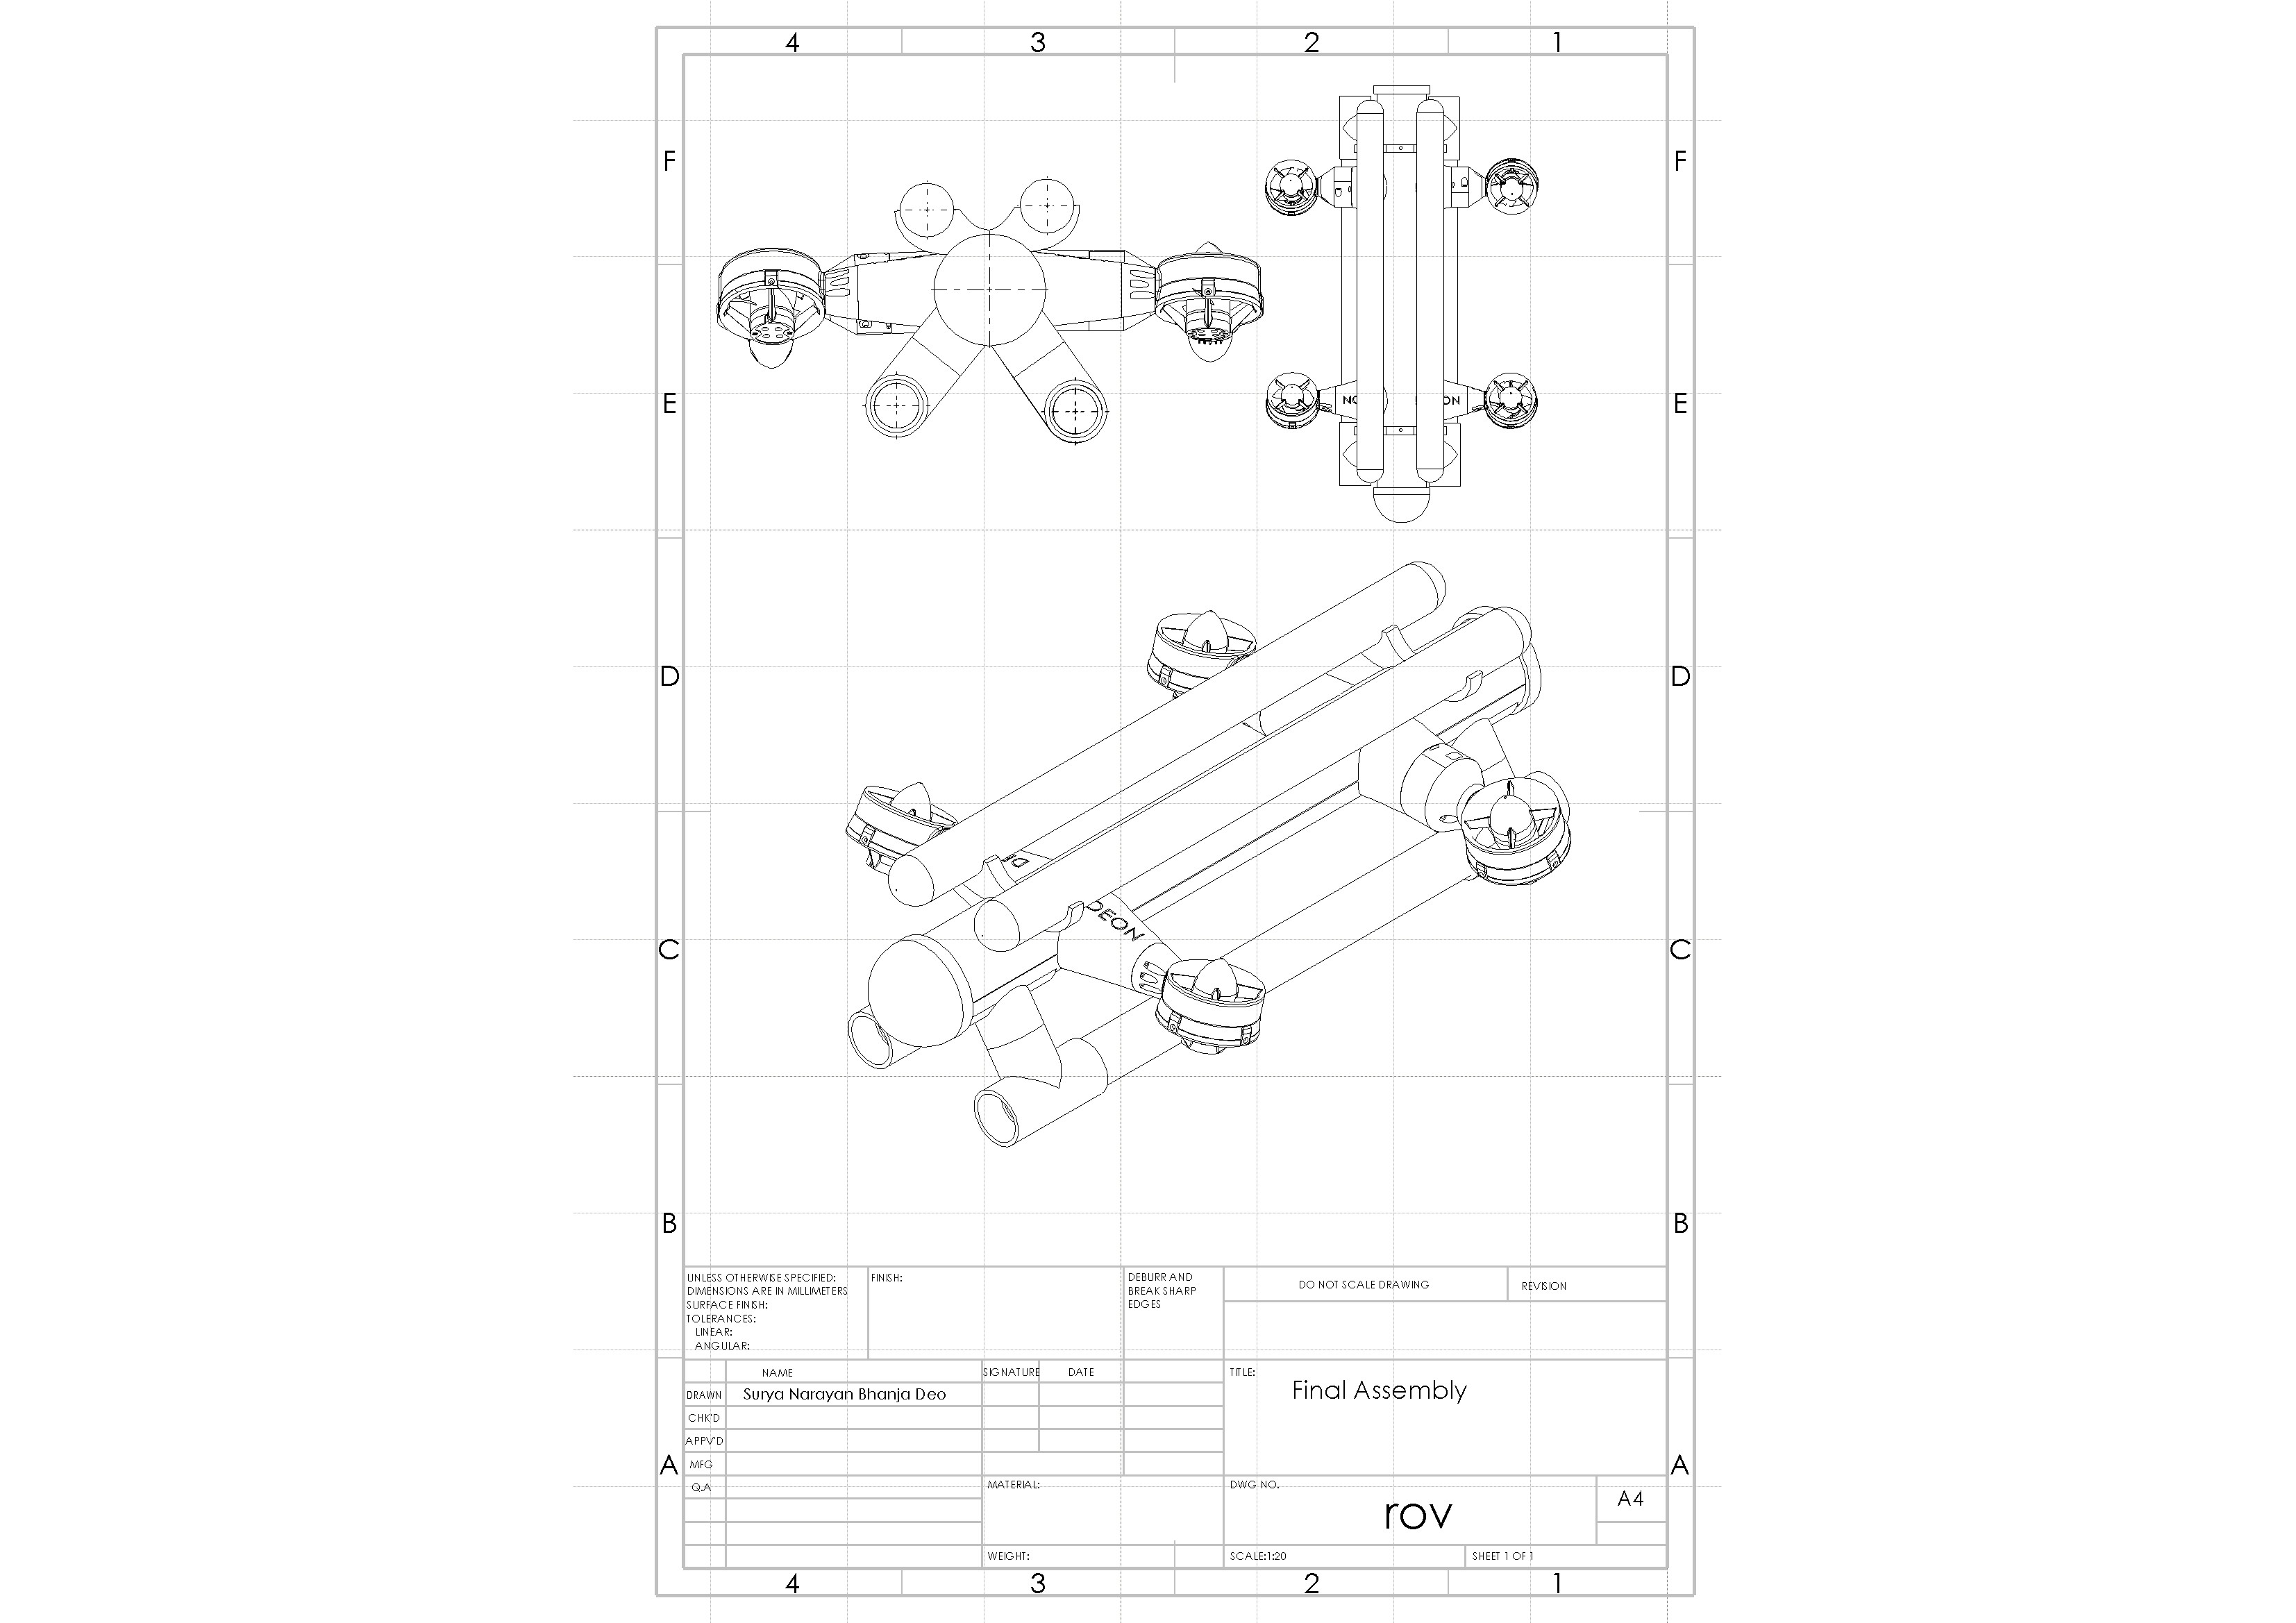 4 3 2 1
F F
NO ON
E E
D D
DE
DEON
C C
B B
UNLESS OTHERWISE SPECIFIED:
DIMENSIONS ARE IN MILLIMETERS
SURFACE FINISH:
TOLERANCES:
LINEAR:
ANGULAR:
FINISH:
DEBURR AND
BREAK SHARP
EDGES
DO NOT SCALE DRAWING
REVISION
NAME
SIGNATURE
DATE
TITLE:
DRAWN
Surya Narayan Bhanja Deo
Final Assembly
CHK'D
APPV'D
A A
MFG
Q.A
MATERIAL:
DWG NO.
rov
A4
WEIGHT:
SCALE:1:20
SHEET 1 OF 1
4 3 2 1